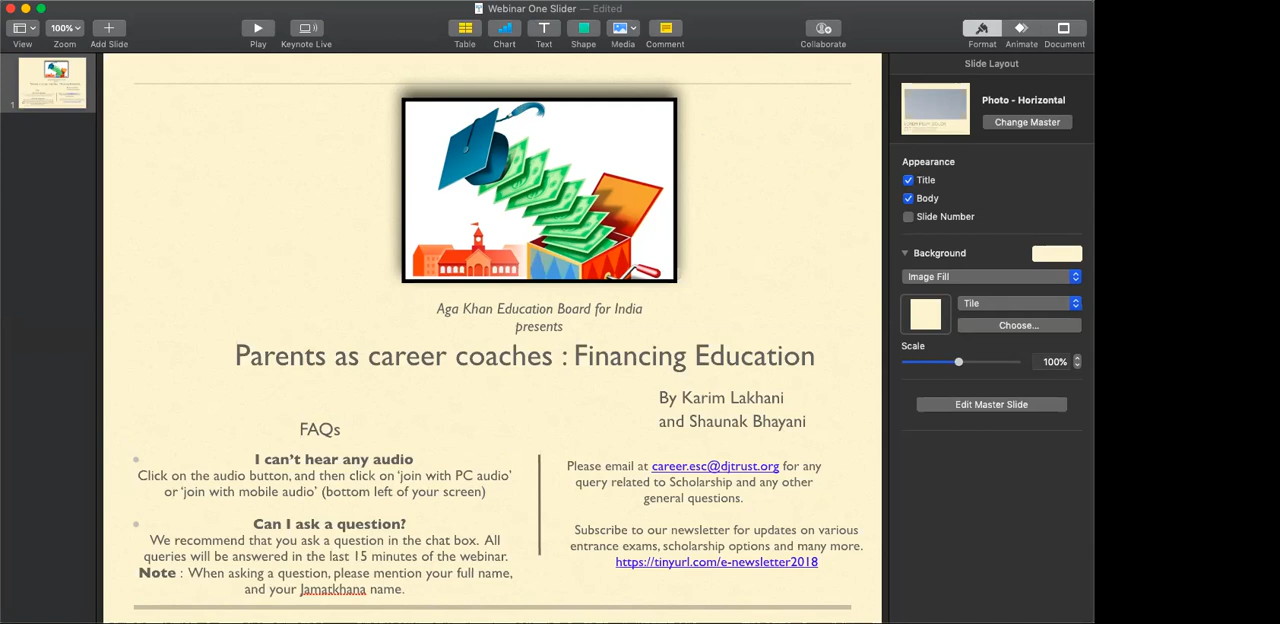 Webinar One Slider — Edited
View
100%
Zoom
Add Slide
Play
Keynote Live
Table
Chart
Text
Shape
Media
Comment
Collaborate
Format
Animate
Document
1
Aga Khan Education Board for India
presents
Parents as career coaches : Financing Education
By Karim Lakhani
and Shaunak Bhayani
FAQs
I can't hear any audio
Click on the audio button, and then click on 'join with PC audio'
or 'join with mobile audio' (bottom left of your screen)
Can I ask a question?
We recommend that you ask a question in the chat box. All
queries will be answered in the last 15 minutes of the webinar.
Note : When asking a question, please mention your full name,
and your Jamatkhana name.
Please email at career.esc@djtrust.org for any
query related to Scholarship and any other
general questions.
Subscribe to our newsletter for updates on various
entrance exams, scholarship options and many more.
https://tinyurl.com/e-newsletter2018
Slide Layout
Photo - Horizontal
Change Master
Appearance
Title
Body
Slide Number
Background
Image Fill
Tile
Choose...
Scale
100%
Edit Master Slide